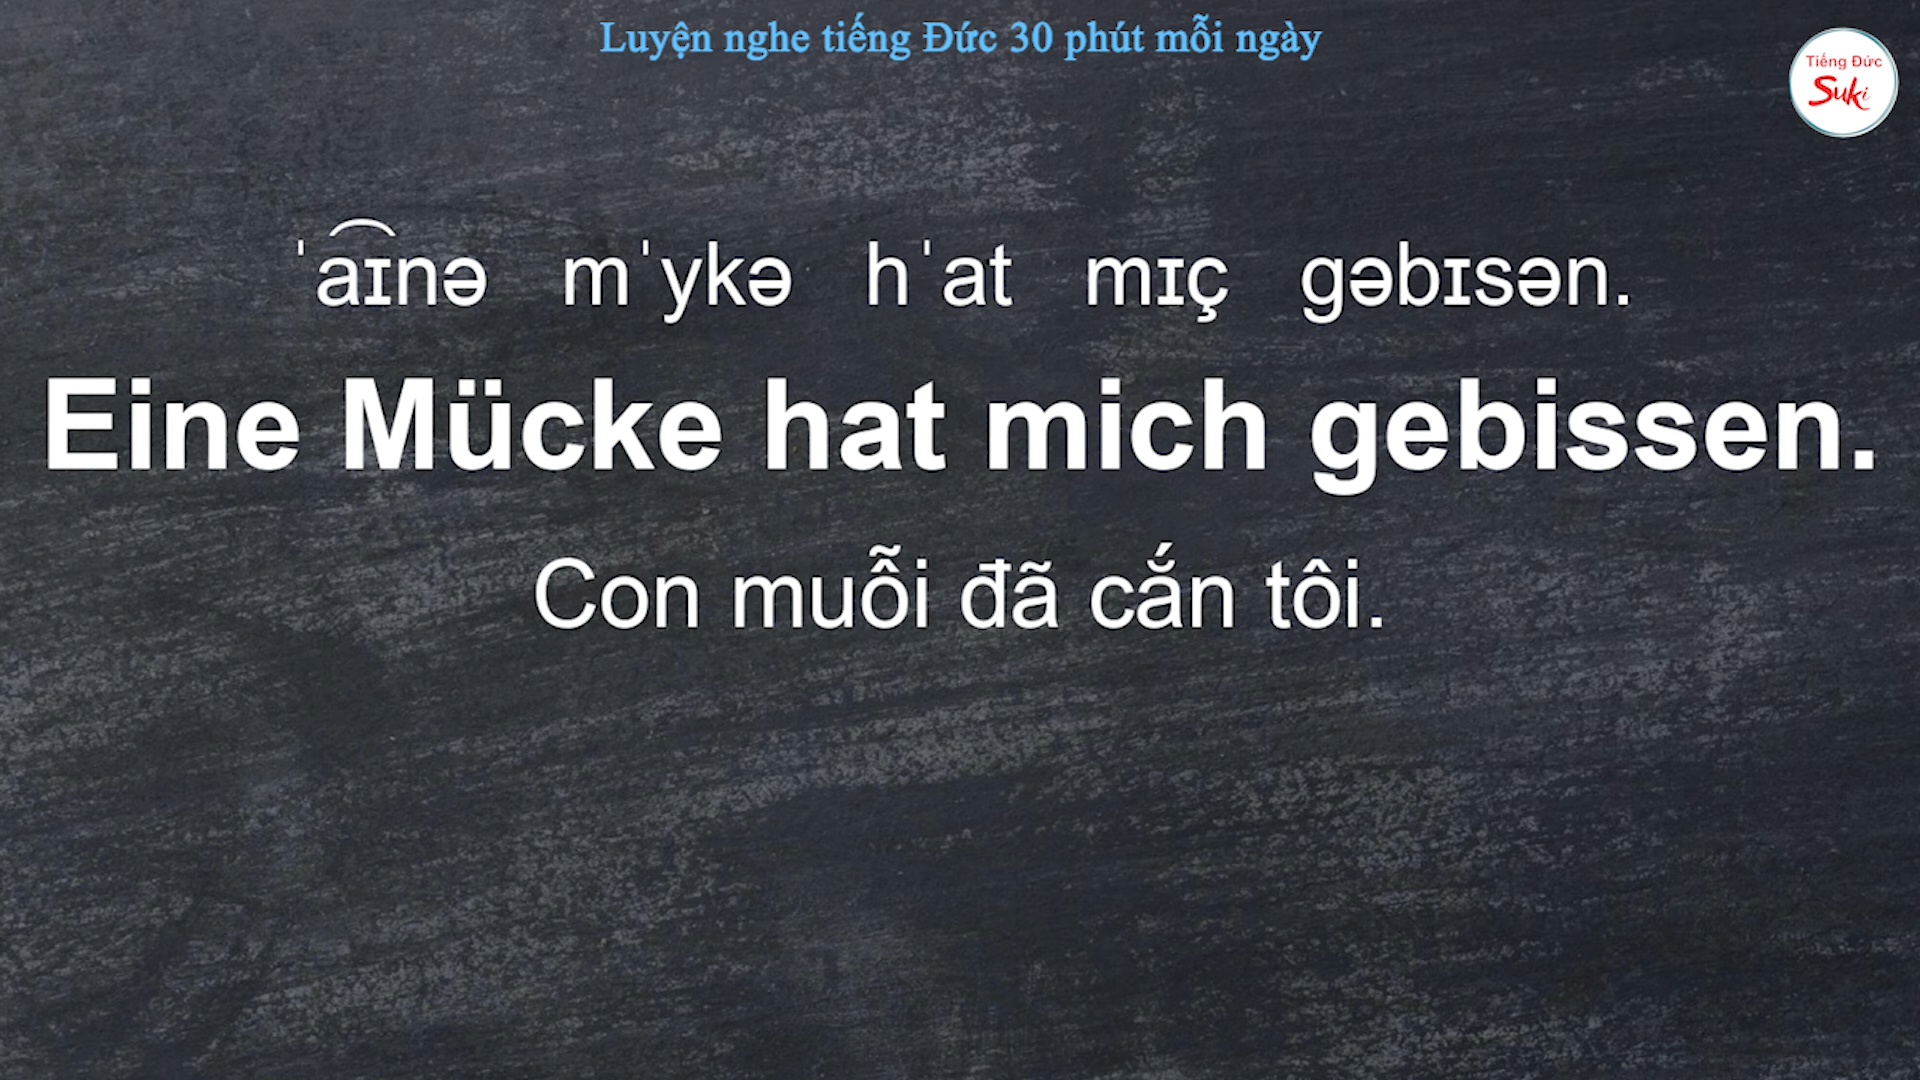 Luyện nghe tiếng Đức 30 phút mỗi ngày
Tiếng Đức
Suki
ˈa͡ɪnə mˈykə hˈat mɪç gəbɪsən.
Eine Mücke hat mich gebissen.
Con muỗi đã cắn tôi.